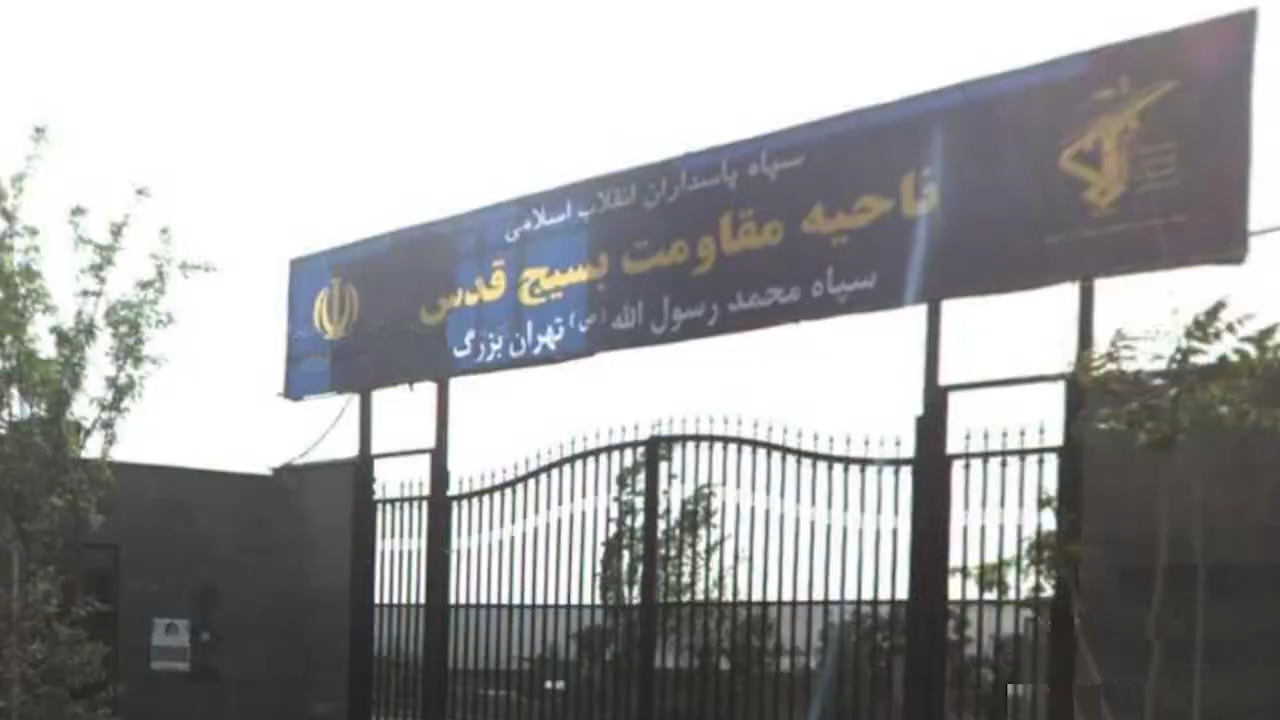 سپاه پاسداران انقلاب اسلامی
ناحیه مقاومت بسیج قدس
سپاه محمد رسول الله (ص) تهران بزرگ